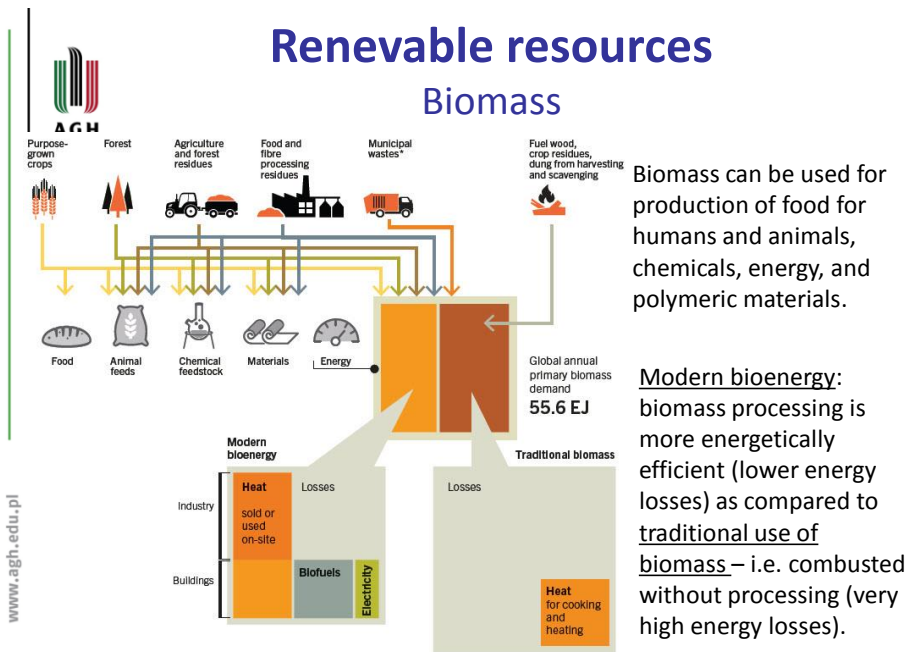 Renevable resources
Biomass
AGH
Purpose-
grown
crops
Forest
Agriculture
and forest
residues
Food and
fibre
processing
residues
Municipal
wastes*
Fuel wood,
crop residues,
dung from harvesting
and scavenging
Food
Animal
feeds
Chemical
feedstock
Materials
Energy
Global annual
primary biomass
demand
55.6 EJ
Modern
bioenergy
Industry
Buildings
Heat
sold or
used
on-site
Losses
Biofuels
Electricity
Traditional biomass
Losses
Heat
for cooking
and
heating
Biomass can be used for
production of food for
humans and animals,
chemicals, energy, and
polymeric materials.
Modern bioenergy:
biomass processing is
more energetically
efficient (lower energy
losses) as compared to
traditional use of
biomass – i.e. combusted
without processing (very
high energy losses).
www.agh.edu.pl